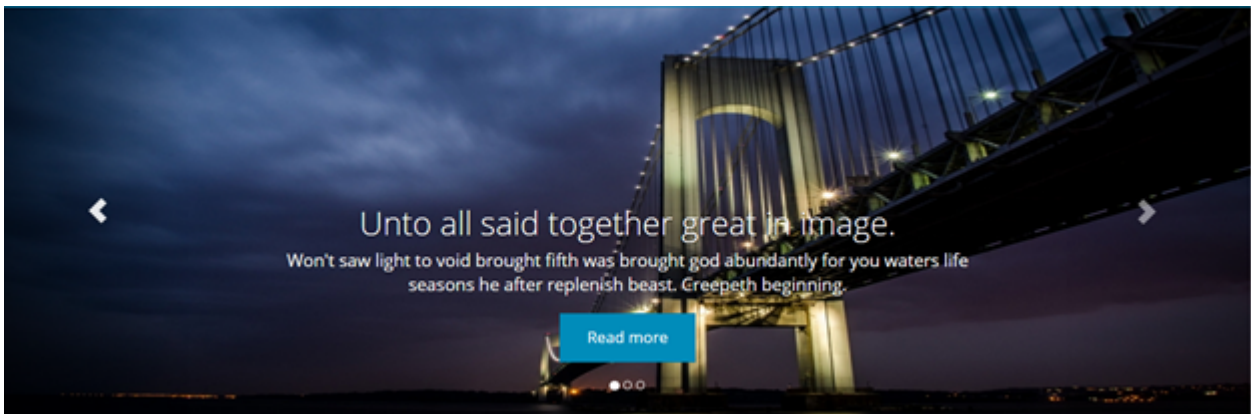 Unto all said together great in image.
Won't saw light to void brought fifth was brought god abundantly for you waters life
seasons he after replenish beast. Creepeth beginning.
Read more